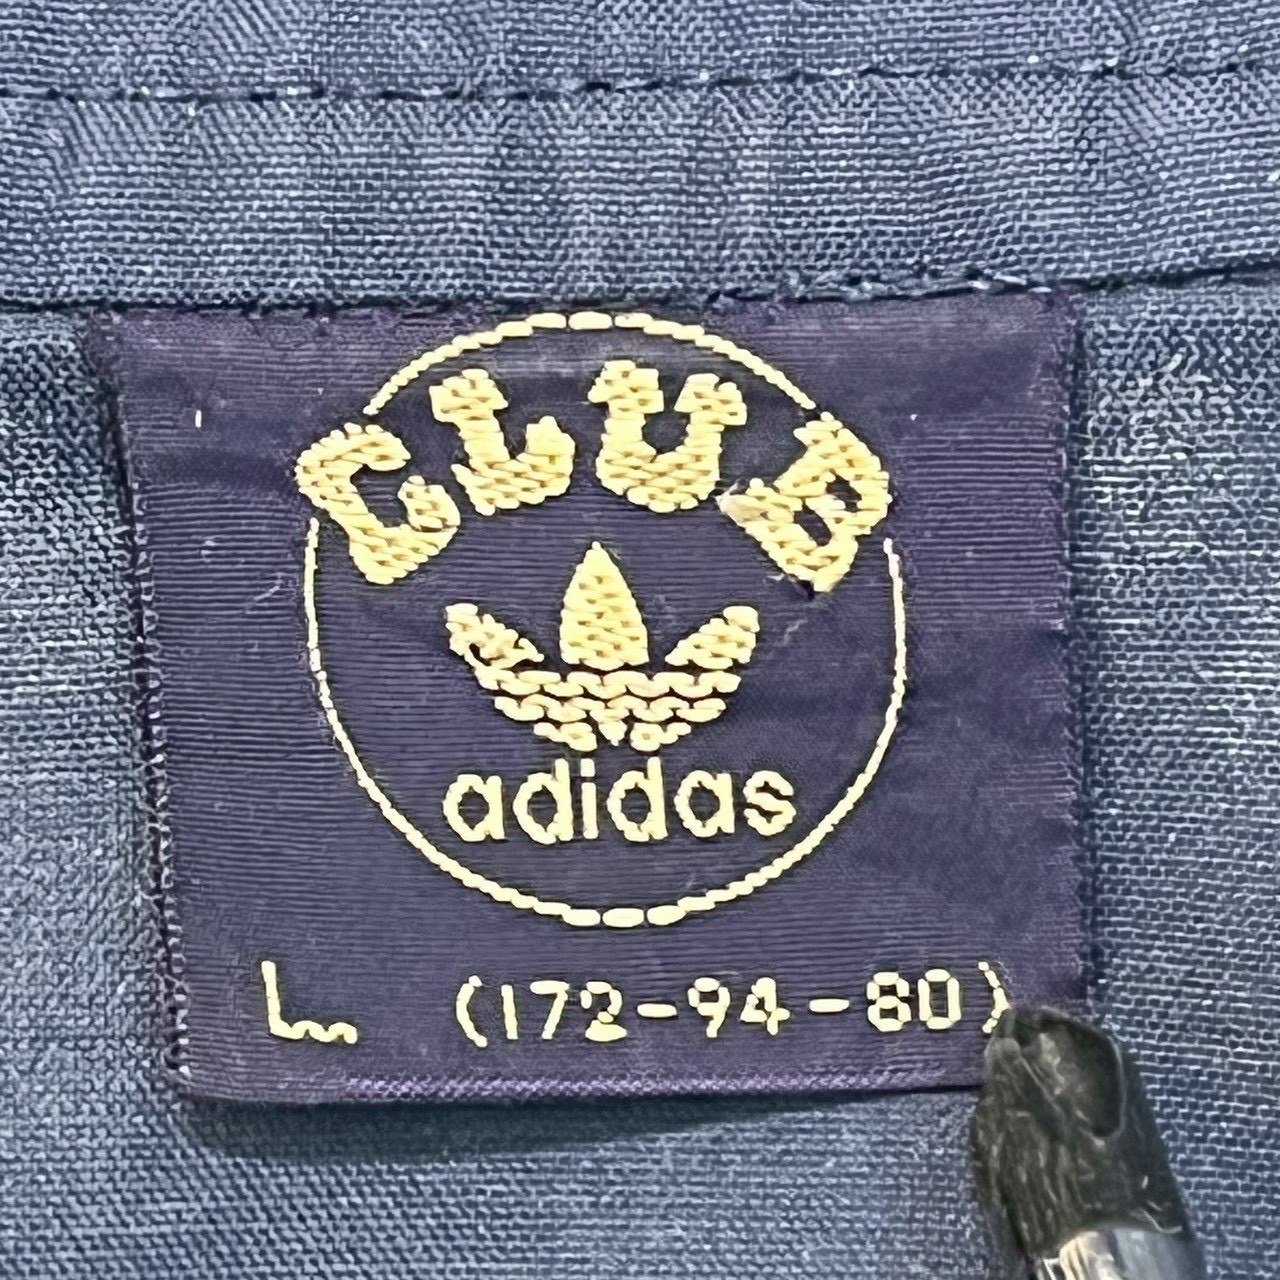 CLUB
adidas
L (172-94-80)